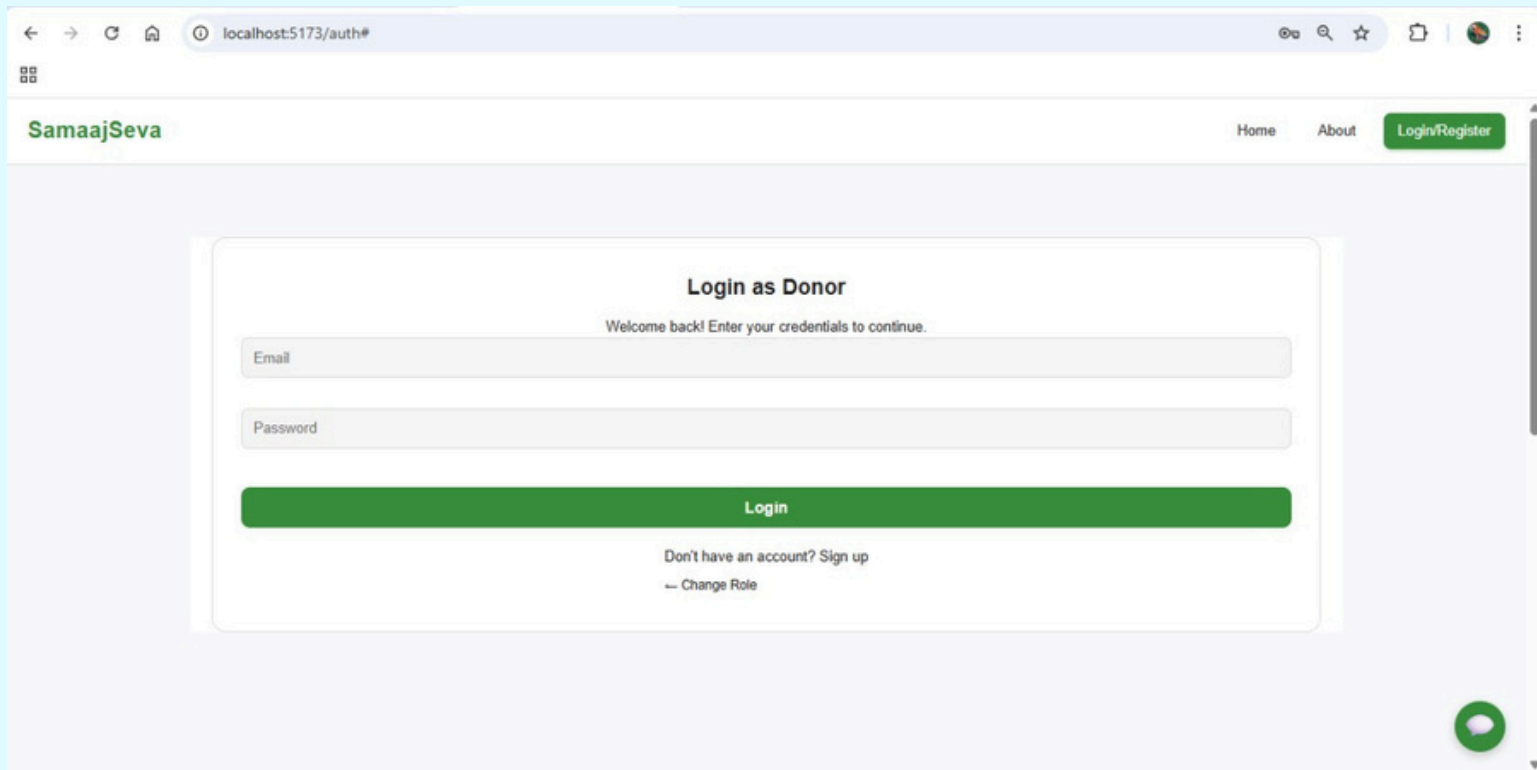 localhost:5173/auth#
SamaajSeva
Home About Login/Register
Login as Donor
Welcome back! Enter your credentials to continue.
Email
Password
Login
Don't have an account? Sign up
← Change Role